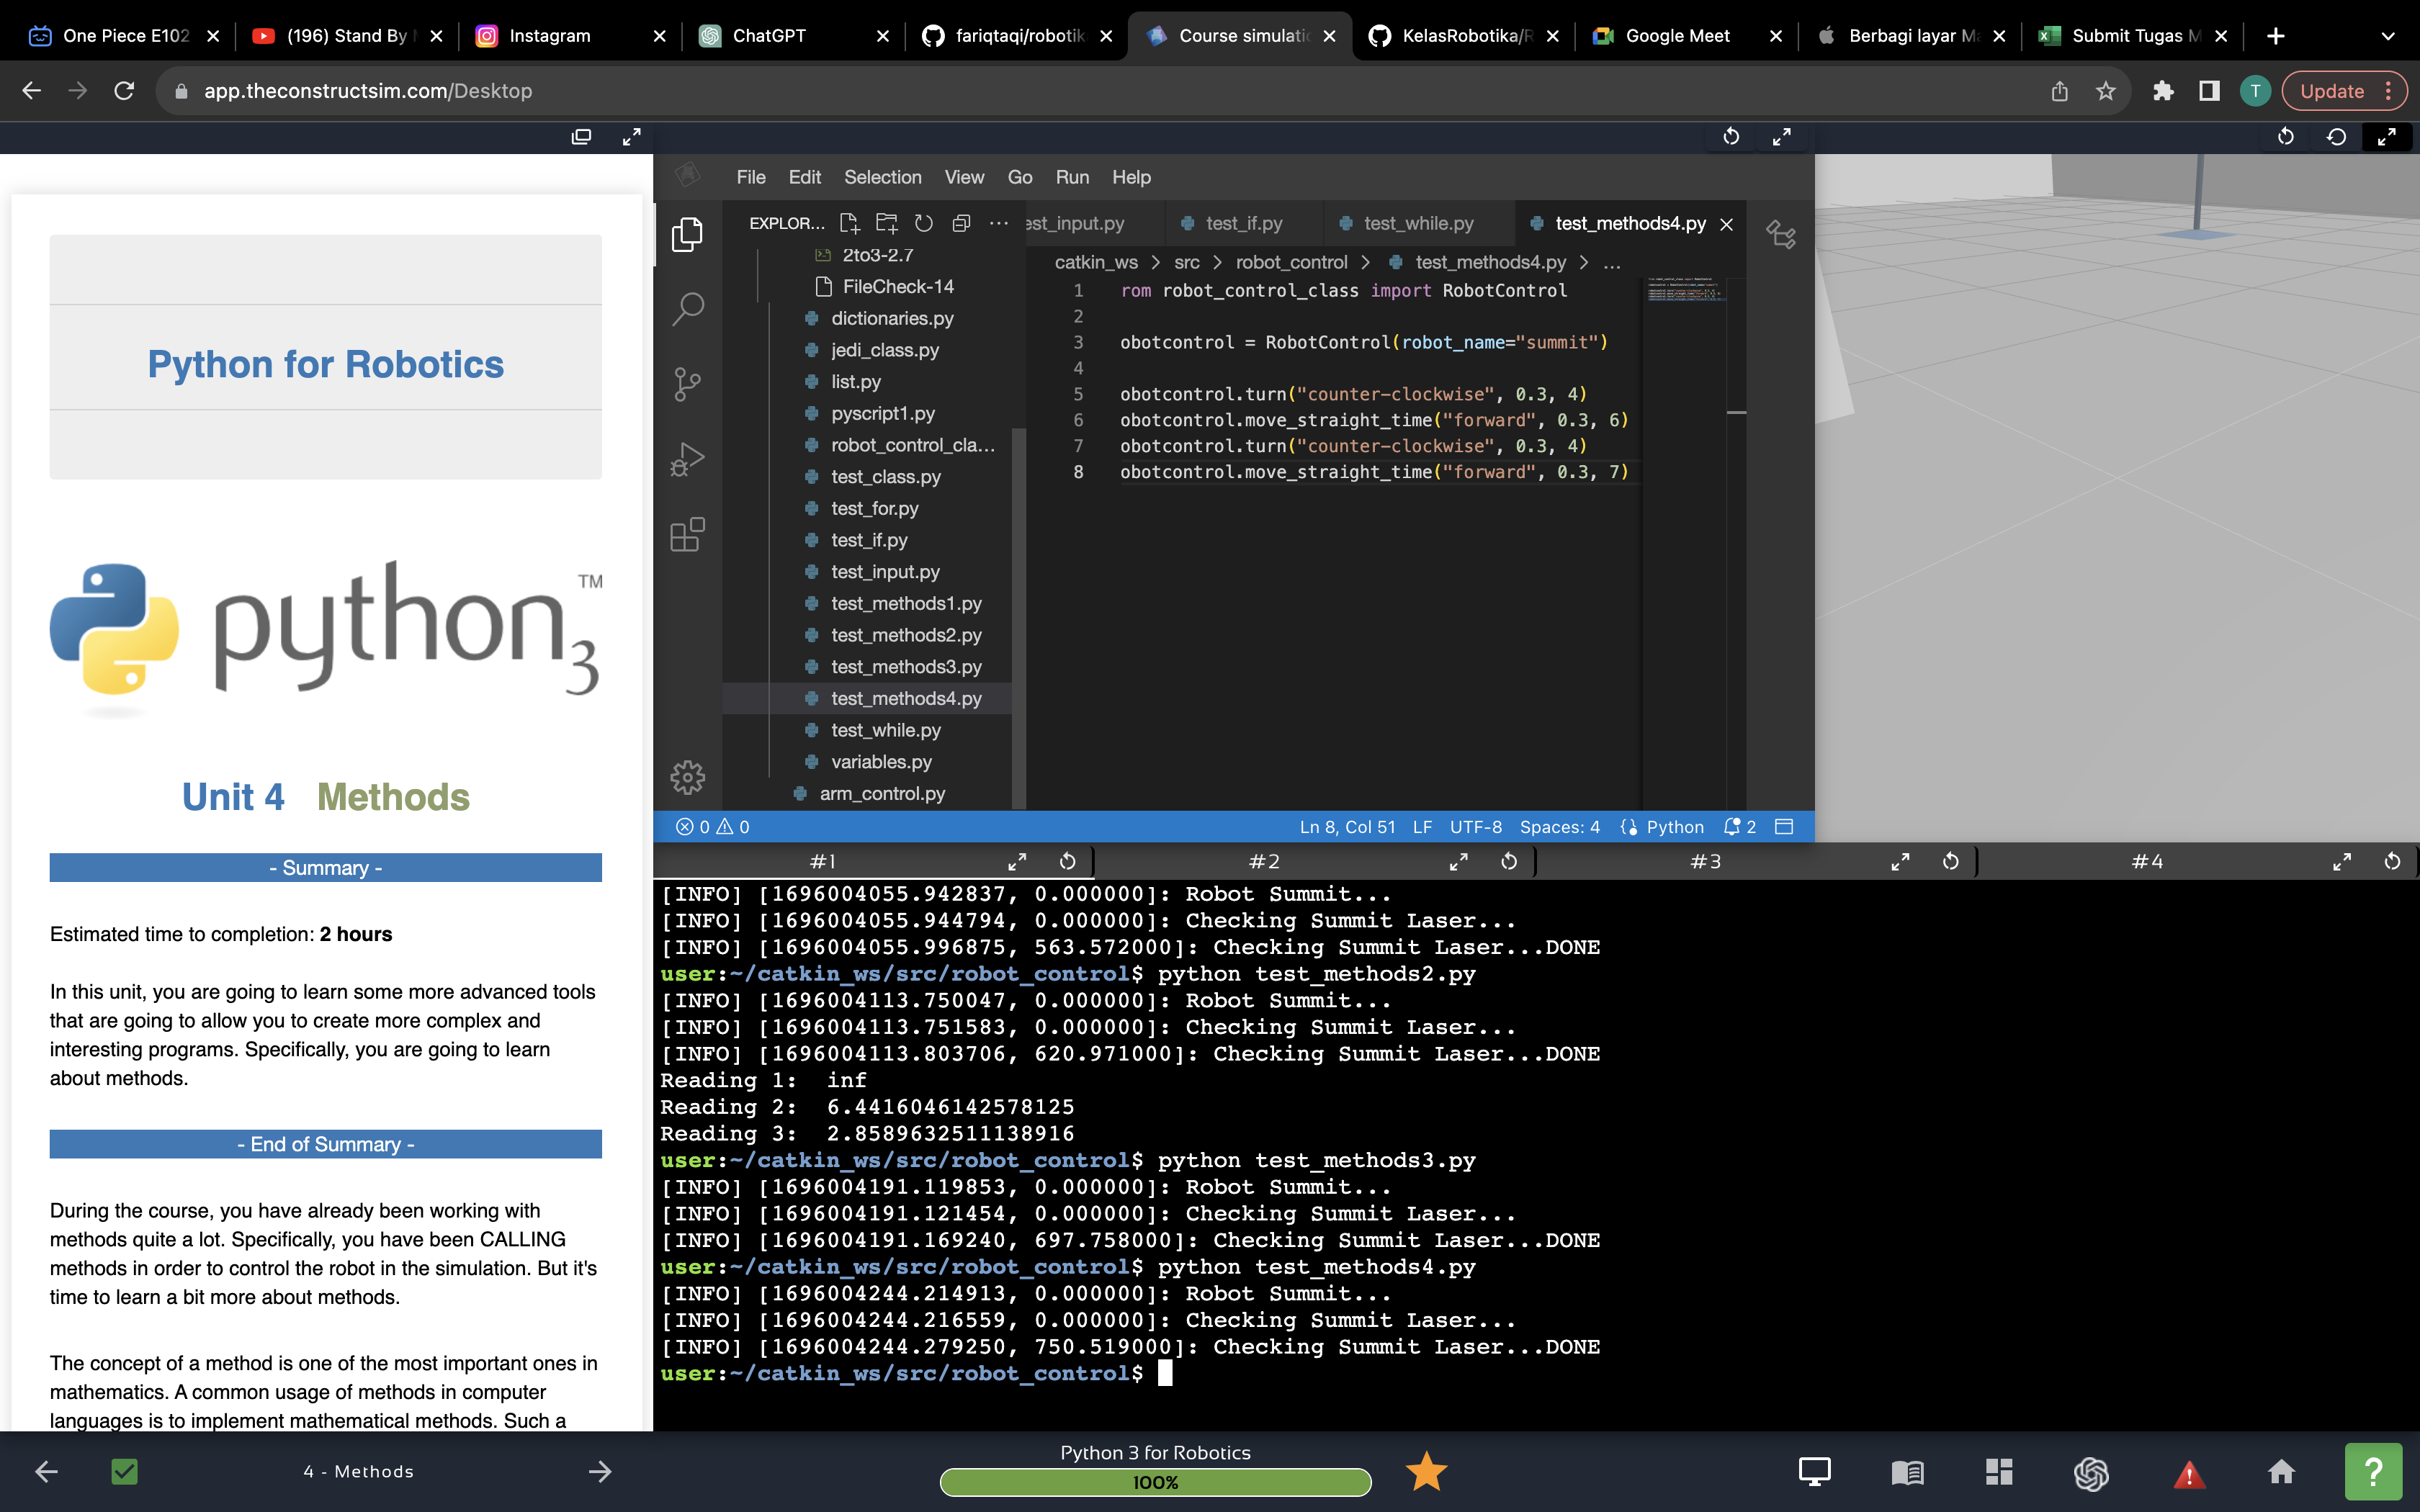 One Piece E102
(196) Stand By
Instagram
ChatGPT
fariqtaqi/robotik
Course simulatio
KelasRobotika/R
Google Meet
Berbagi layar Ma
Submit Tugas M
app.theconstructsim.com/Desktop
T
Update
Python for Robotics
python 3 TM
Unit 4 Methods
- Summary -
Estimated time to completion: 2 hours
In this unit, you are going to learn some more advanced tools
that are going to allow you to create more complex and
interesting programs. Specifically, you are going to learn
about methods.
- End of Summary -
During the course, you have already been working with
methods quite a lot. Specifically, you have been CALLING
methods in order to control the robot in the simulation. But it's
time to learn a bit more about methods.
The concept of a method is one of the most important ones in
mathematics. A common usage of methods in computer
languages is to implement mathematical methods. Such a
File Edit Selection View Go Run Help
EXPLOR...
2to3-2.7
FileCheck-14
dictionaries.py
jedi_class.py
list.py
pyscript1.py
robot_control_cla...
test_class.py
test_for.py
test_if.py
test_input.py
test_methods1.py
test_methods2.py
test_methods3.py
test_methods4.py
test_while.py
variables.py
arm_control.py
est_input.py test_if.py test_while.py test_methods4.py
catkin_ws > src > robot_control > test_methods4.py > ...
1 rom robot_control_class import RobotControl
2
3 obotcontrol = RobotControl(robot_name="summit")
4
5 obotcontrol.turn("counter-clockwise", 0.3, 4)
6 obotcontrol.move_straight_time("forward", 0.3, 6)
7 obotcontrol.turn("counter-clockwise", 0.3, 4)
8 obotcontrol.move_straight_time("forward", 0.3, 7)
0 0 Ln 8, Col 51 LF UTF-8 Spaces: 4 Python 2
#1 #2 #3 #4
[INFO] [1696004055.942837, 0.000000]: Robot Summit...
[INFO] [1696004055.944794, 0.000000]: Checking Summit Laser...
[INFO] [1696004055.996875, 563.572000]: Checking Summit Laser...DONE
user:~/catkin_ws/src/robot_control$ python test_methods2.py
[INFO] [1696004113.750047, 0.000000]: Robot Summit...
[INFO] [1696004113.751583, 0.000000]: Checking Summit Laser...
[INFO] [1696004113.803706, 620.971000]: Checking Summit Laser...DONE
Reading 1:  inf
Reading 2:  6.4416046142578125
Reading 3:  2.8589632511138916
user:~/catkin_ws/src/robot_control$ python test_methods3.py
[INFO] [1696004191.119853, 0.000000]: Robot Summit...
[INFO] [1696004191.121454, 0.000000]: Checking Summit Laser...
[INFO] [1696004191.169240, 697.758000]: Checking Summit Laser...DONE
user:~/catkin_ws/src/robot_control$ python test_methods4.py
[INFO] [1696004244.214913, 0.000000]: Robot Summit...
[INFO] [1696004244.216559, 0.000000]: Checking Summit Laser...
[INFO] [1696004244.279250, 750.519000]: Checking Summit Laser...DONE
user:~/catkin_ws/src/robot_control$
4 - Methods
Python 3 for Robotics
100%
?